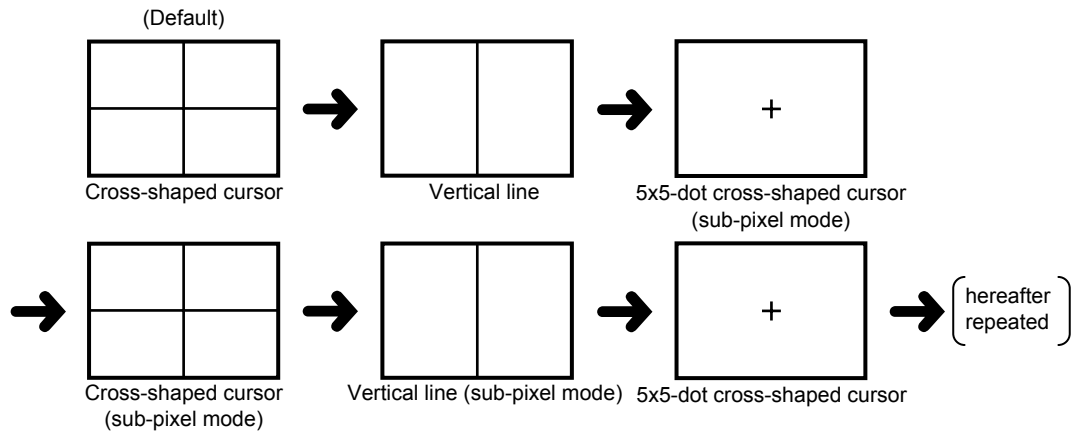 (Default)
Cross-shaped cursor
Vertical line
5x5-dot cross-shaped cursor
(sub-pixel mode)
hereafter
repeated
Cross-shaped cursor
(sub-pixel mode)
Vertical line (sub-pixel mode)
5x5-dot cross-shaped cursor